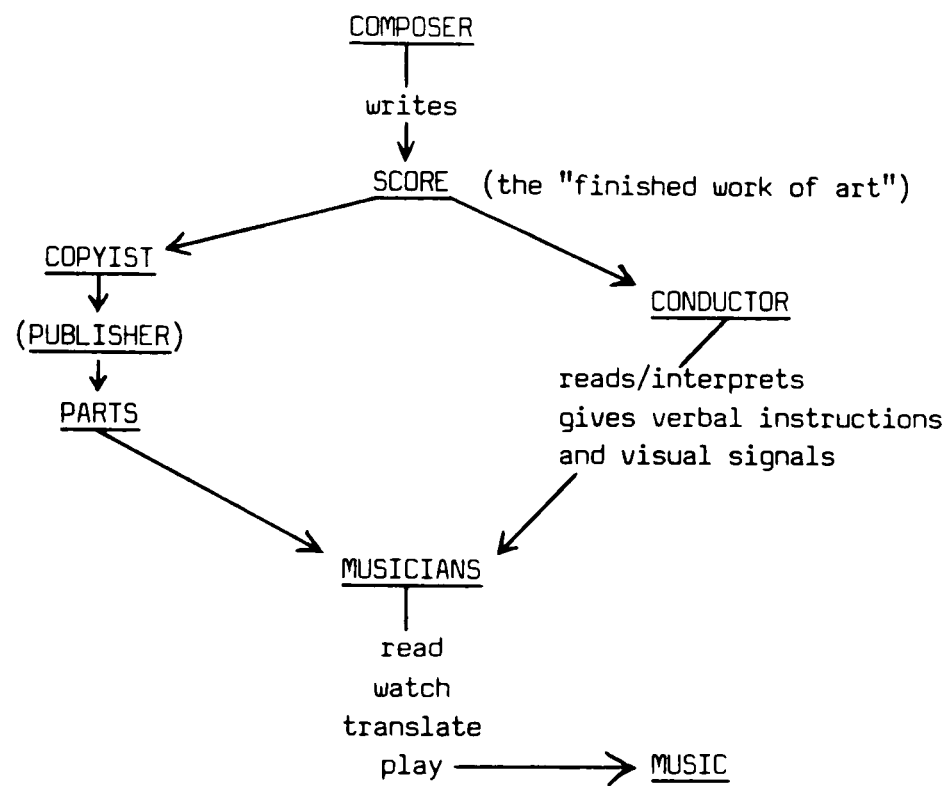 COMPOSER
writes
SCORE (the "finished work of art")
COPYIST
(PUBLISHER)
PARTS
CONDUCTOR
reads/interprets
gives verbal instructions
and visual signals
MUSICIANS
read
watch
translate
play
MUSIC